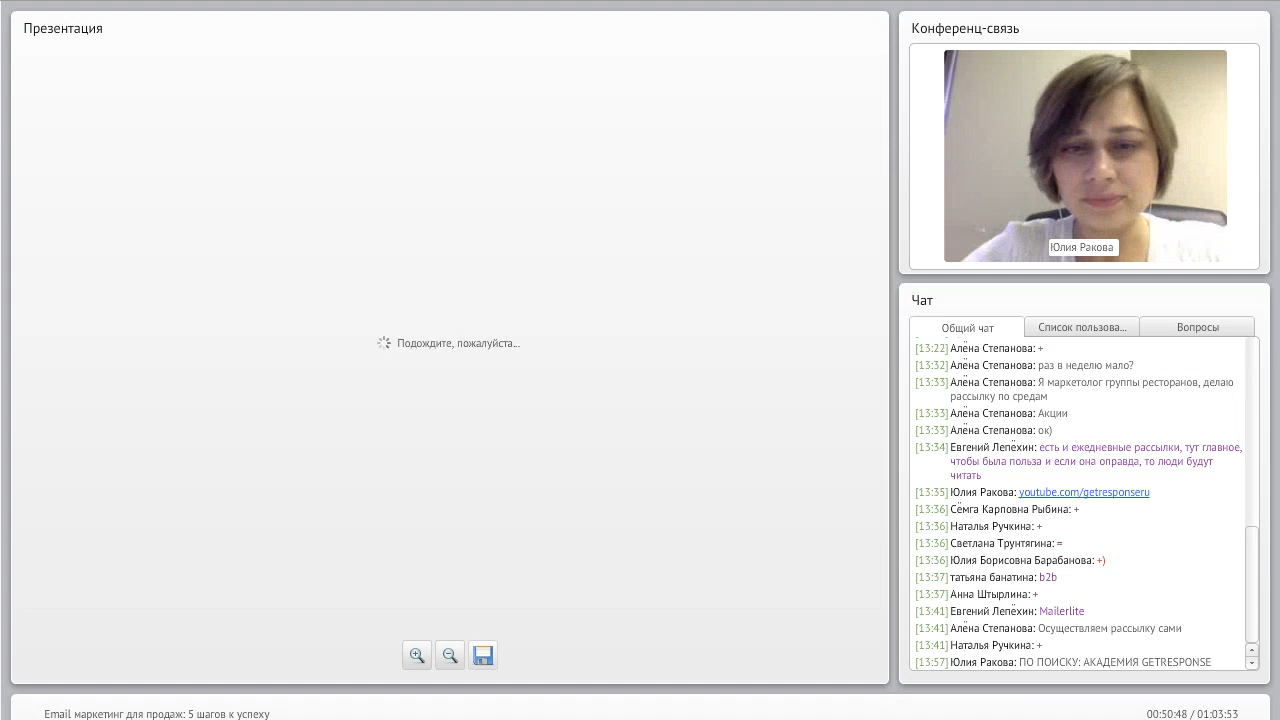 Презентация
Подождите, пожалуйста...
Конференц-связь
Юлия Ракова
Чат
Общий чат
Список пользова...
Вопросы
[13:22] Алёна Степанова: +
[13:32] Алёна Степанова: раз в неделю мало?
[13:33] Алёна Степанова: Я маркетолог группы ресторанов, делаю
рассылку по средам
[13:33] Алёна Степанова: Акции
[13:33] Алёна Степанова: ок)
[13:34] Евгений Лепёхин: есть и ежедневные рассылки, тут главное,
чтобы была польза и если она оправда, то люди будут
читать
[13:35] Юлия Ракова: youtube.com/getresponseru
[13:36] Сёмга Карповна Рыбина: +
[13:36] Наталья Ручкина: +
[13:36] Светлана Трунтягина: =
[13:36] Юлия Борисовна Барабанова: +)
[13:37] татьяна банатина: b2b
[13:37] Анна Штырлина: +
[13:41] Евгений Лепёхин: Mailerlite
[13:41] Алёна Степанова: Осуществляем рассылку сами
[13:41] Наталья Ручкина: +
[13:57] Юлия Ракова: ПО ПОИСКУ: АКАДЕМИЯ GETRESPONSE
Email маркетинг для продаж: 5 шагов к успеху
00:50:48 / 01:03:53